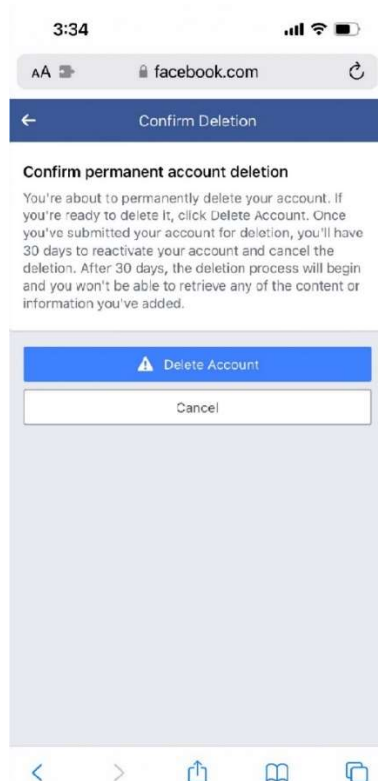 3:34
AA facebook.com
Confirm Deletion
Confirm permanent account deletion
You're about to permanently delete your account. If
you're ready to delete it, click Delete Account. Once
you've submitted your account for deletion, you'll have
30 days to reactivate your account and cancel the
deletion. After 30 days, the deletion process will begin
and you won't be able to retrieve any of the content or
information you've added.
Delete Account
Cancel